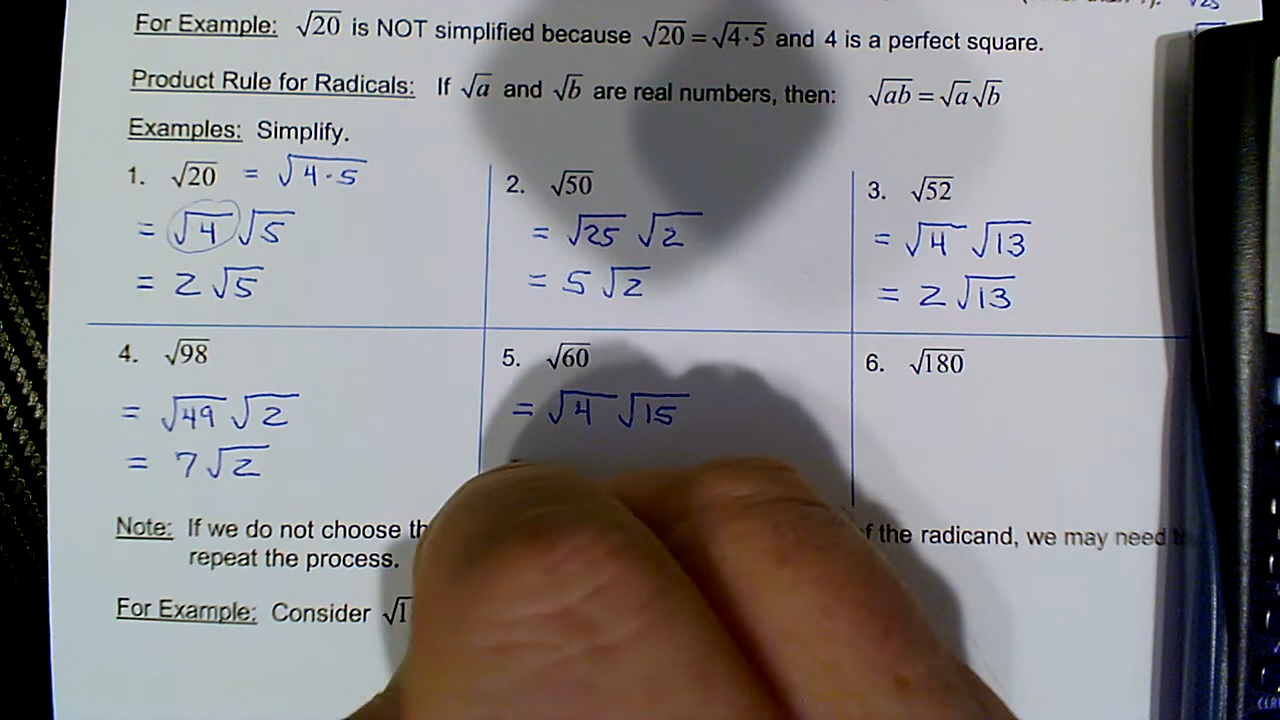 For Example: √20 is NOT simplified because √20 = √4·5 and 4 is a perfect square.
Product Rule for Radicals: If √a and √b are real numbers, then: √ab = √a√b
Examples: Simplify.
1. √20 = √4·5
= √4 √5
= 2√5
2. √50
= √25 √2
= 5√2
3. √52
= √4 √13
= 2√13
4. √98
= √49 √2
= 7√2
5. √60
= √4 √15
6. √180
Note: If we do not choose of the radicand, we may need
repeat the process.
For Example: Consider